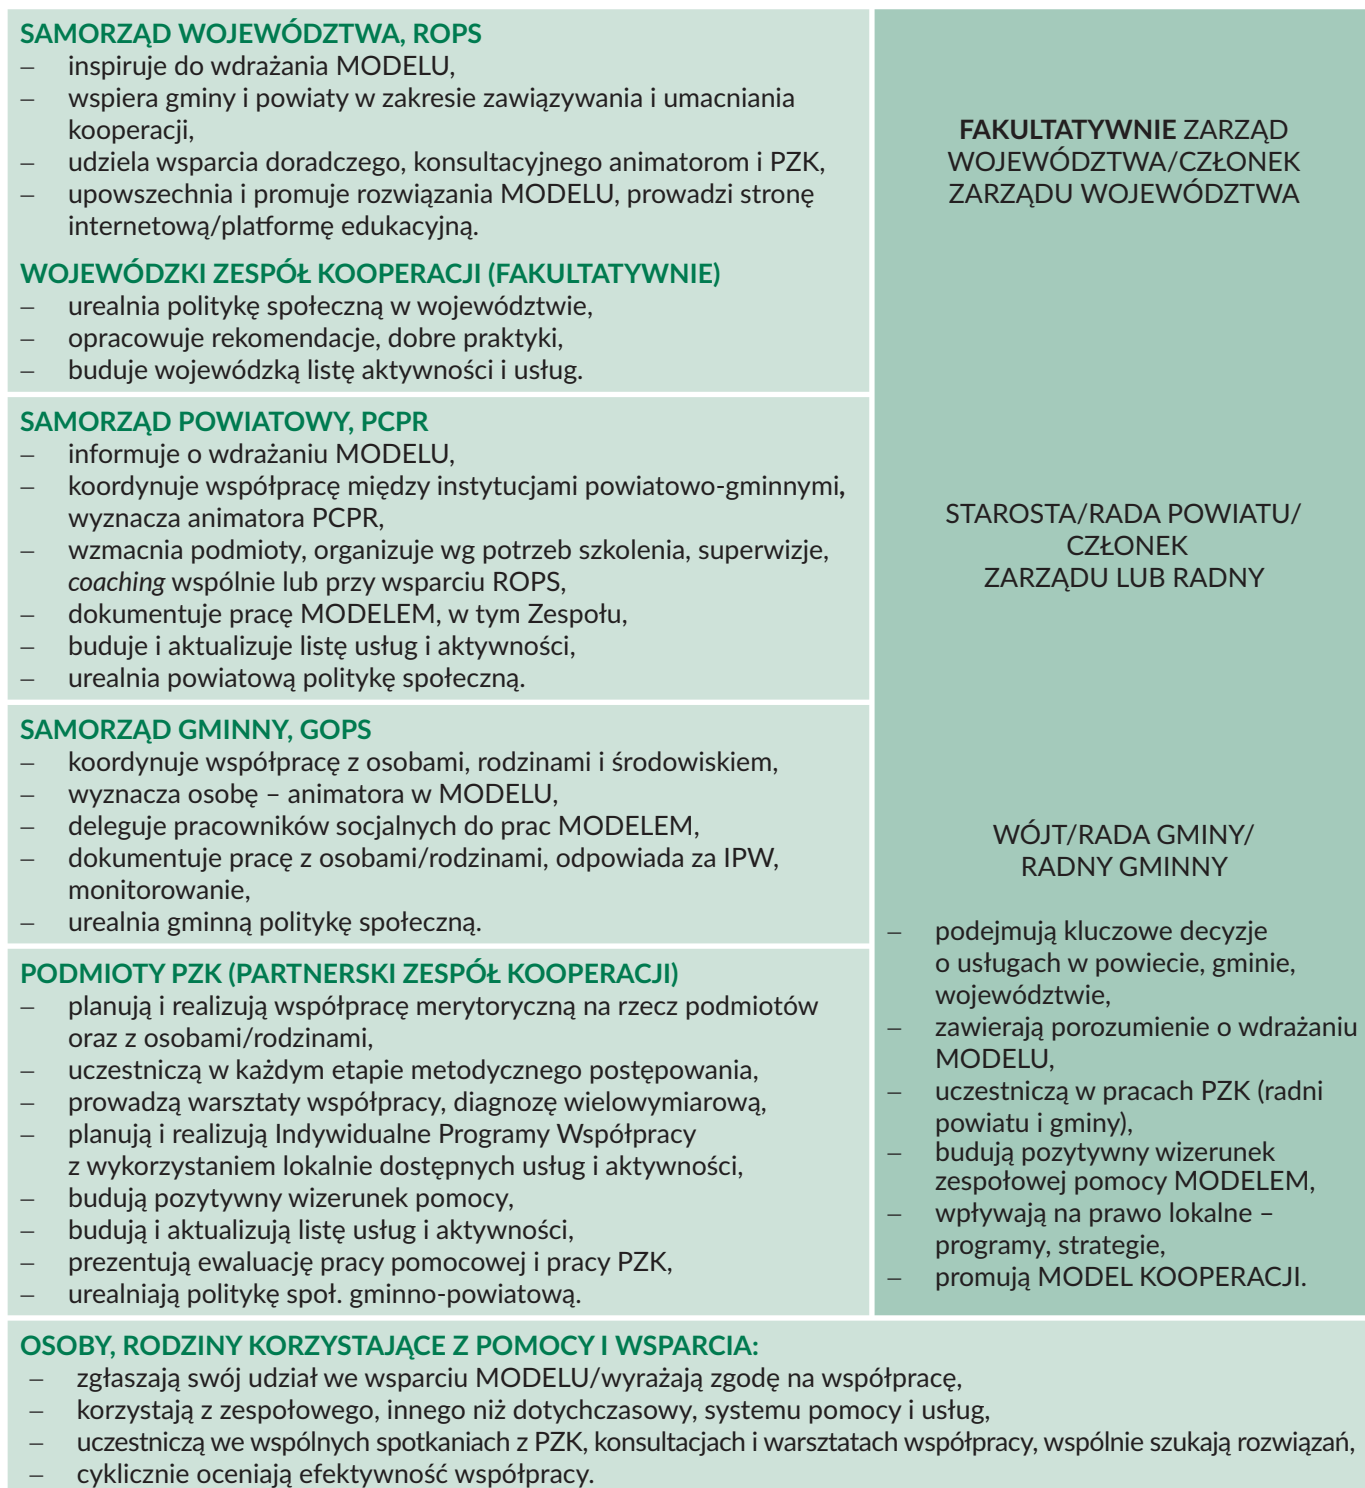 SAMORZĄD WOJEWÓDZTWA, ROPS
– inspiruje do wdrażania MODELU,
– wspiera gminy i powiaty w zakresie zawiązywania i umacniania
kooperacji,
– udziela wsparcia doradczego, konsultacyjnego animatorom i PZK,
– upowszechnia i promuje rozwiązania MODELU, prowadzi stronę
internetową/platformę edukacyjną.
WOJEWÓDZKI ZESPÓŁ KOOPERACJI (FAKULTATYWNIE)
– urealnia politykę społeczną w województwie,
– opracowuje rekomendacje, dobre praktyki,
– buduje wojewódzką listę aktywności i usług.
SAMORZĄD POWIATOWY, PCPR
– informuje o wdrażaniu MODELU,
– koordynuje współpracę między instytucjami powiatowo-gminnymi,
wyznacza animatora PCPR,
– wzmacnia podmioty, organizuje wg potrzeb szkolenia, superwizje,
coaching wspólnie lub przy wsparciu ROPS,
– dokumentuje pracę MODELEM, w tym Zespołu,
– buduje i aktualizuje listę usług i aktywności,
– urealnia powiatową politykę społeczną.
SAMORZĄD GMINNY, GOPS
– koordynuje współpracę z osobami, rodzinami i środowiskiem,
– wyznacza osobę – animatora w MODELU,
– deleguje pracowników socjalnych do prac MODELEM,
– dokumentuje pracę z osobami/rodzinami, odpowiada za IPW,
monitorowanie,
– urealnia gminną politykę społeczną.
PODMIOTY PZK (PARTNERSKI ZESPÓŁ KOOPERACJI)
– planują i realizują współpracę merytoryczną na rzecz podmiotów
oraz z osobami/rodzinami,
– uczestniczą w każdym etapie metodycznego postępowania,
– prowadzą warsztaty współpracy, diagnozę wielowymiarową,
– planują i realizują Indywidualne Programy Współpracy
z wykorzystaniem lokalnie dostępnych usług i aktywności,
– budują pozytywny wizerunek pomocy,
– budują i aktualizują listę usług i aktywności,
– prezentują ewaluację pracy pomocowej i pracy PZK,
– urealniają politykę społ. gminno-powiatową.
FAKULTATYWNIE ZARZĄD
WOJEWÓDZTWA/CZŁONEK
ZARZĄDU WOJEWÓDZTWA
STAROSTA/RADA POWIATU/
CZŁONEK
ZARZĄDU LUB RADNY
WÓJT/RADA GMINY/
RADNY GMINNY
– podejmują kluczowe decyzje
o usługach w powiecie, gminie,
województwie,
– zawierają porozumienie o wdrażaniu
MODELU,
– uczestniczą w pracach PZK (radni
powiatu i gminy),
– budują pozytywny wizerunek
zespołowej pomocy MODELEM,
– wpływają na prawo lokalne –
programy, strategie,
– promują MODEL KOOPERACJI.
OSOBY, RODZINY KORZYSTAJĄCE Z POMOCY I WSPARCIA:
– zgłaszają swój udział we wsparciu MODELU/wyrażają zgodę na współpracę,
– korzystają z zespołowego, innego niż dotychczasowy, systemu pomocy i usług,
– uczestniczą we wspólnych spotkaniach z PZK, konsultacjach i warsztatach współpracy, wspólnie szukają rozwiązań,
– cyklicznie oceniają efektywność współpracy.